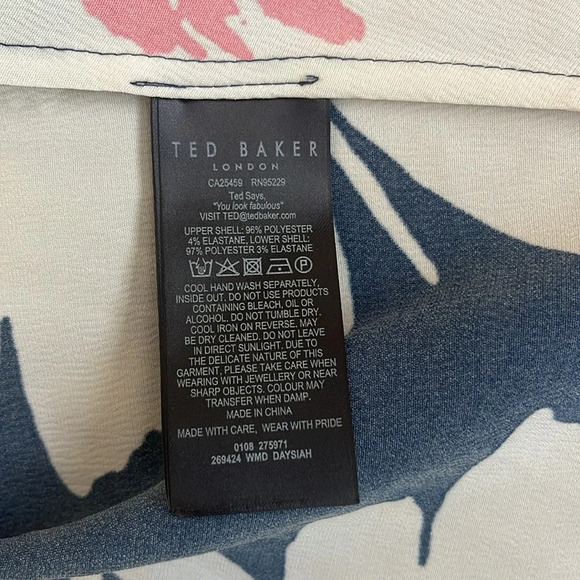 TED BAKER
LONDON
CA25459 RN95229
Ted Says,
"You look fabulous"
VISIT TED@tedbaker.com
UPPER SHELL: 96% POLYESTER
4% ELASTANE, LOWER SHELL:
97% POLYESTER 3% ELASTANE
P
COOL HAND WASH SEPARATELY,
INSIDE OUT. DO NOT USE PRODUCTS
CONTAINING BLEACH, OIL OR
ALCOHOL. DO NOT TUMBLE DRY.
COOL IRON ON REVERSE, MAY
BE DRY CLEANED. DO NOT LEAVE
IN DIRECT SUNLIGHT. DUE TO
THE DELICATE NATURE OF THIS
GARMENT, PLEASE TAKE CARE WHEN
WEARING WITH JEWELLERY OR NEAR
SHARP OBJECTS. COLOUR MAY
TRANSFER WHEN DAMP.
MADE IN CHINA
MADE WITH CARE, WEAR WITH PRIDE
0108 275971
269424 WMD DAYSIAH